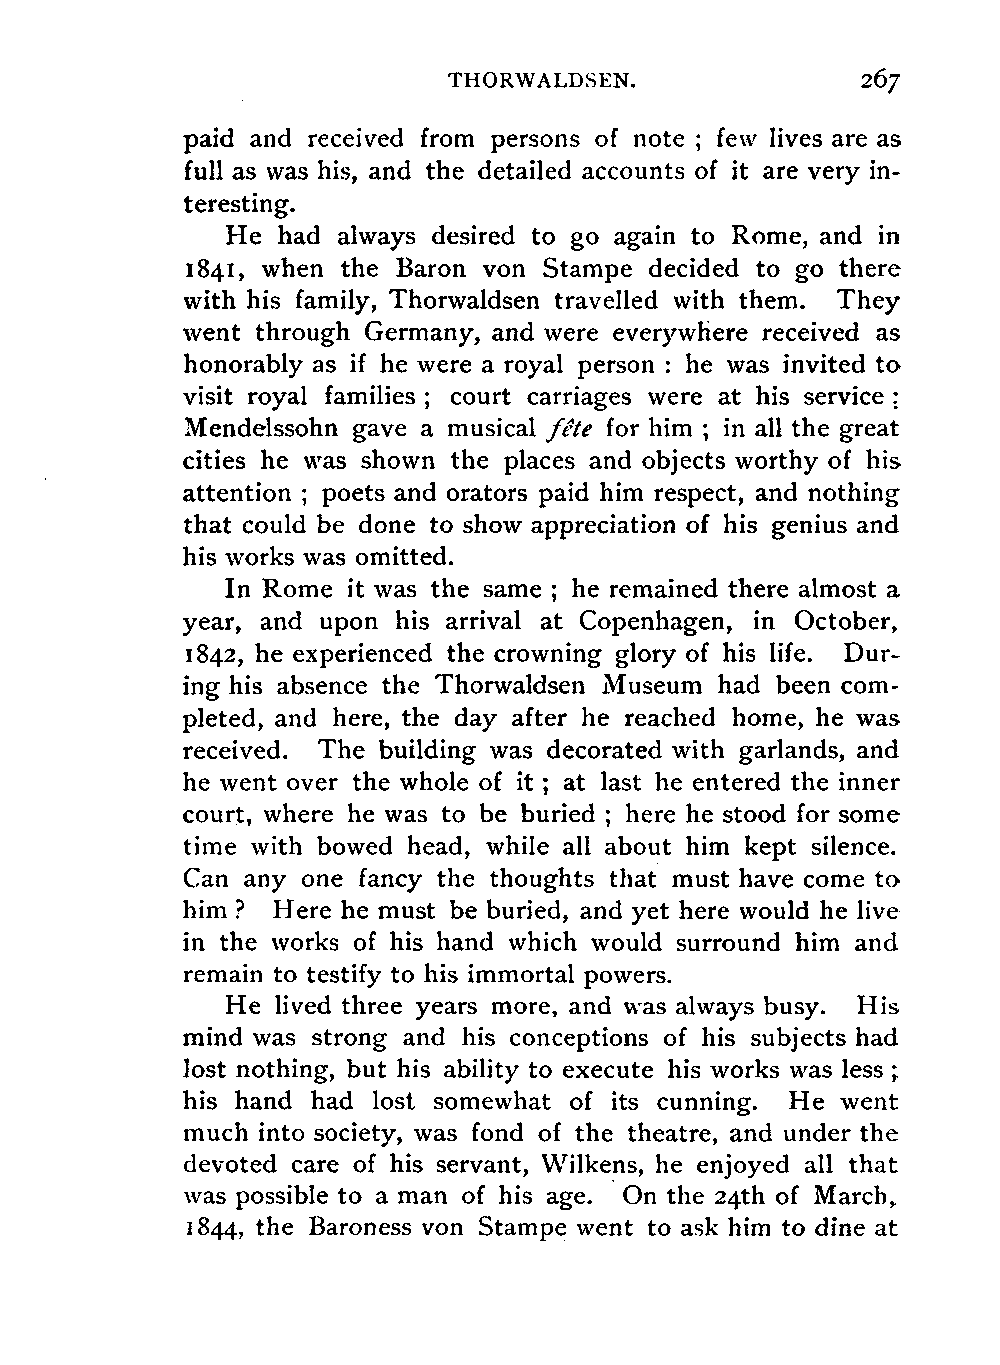 THORWALDSEN. 267
paid and received from persons of note ; few lives are as
full as was his, and the detailed accounts of it are very in-
teresting.
He had always desired to go again to Rome, and in
1841, when the Baron von Stampe decided to go there
with his family, Thorwaldsen travelled with them. They
went through Germany, and were everywhere received as
honorably as if he were a royal person : he was invited to
visit royal families ; court carriages were at his service :
Mendelssohn gave a musical fête for him ; in all the great
cities he was shown the places and objects worthy of his
attention ; poets and orators paid him respect, and nothing
that could be done to show appreciation of his genius and
his works was omitted.
In Rome it was the same ; he remained there almost a
year, and upon his arrival at Copenhagen, in October,
1842, he experienced the crowning glory of his life. Dur-
ing his absence the Thorwaldsen Museum had been com-
pleted, and here, the day after he reached home, he was
received. The building was decorated with garlands, and
he went over the whole of it ; at last he entered the inner
court, where he was to be buried ; here he stood for some
time with bowed head, while all about him kept silence.
Can any one fancy the thoughts that must have come to
him ? Here he must be buried, and yet here would he live
in the works of his hand which would surround him and
remain to testify to his immortal powers.
He lived three years more, and was always busy. His
mind was strong and his conceptions of his subjects had
lost nothing, but his ability to execute his works was less ;
his hand had lost somewhat of its cunning. He went
much into society, was fond of the theatre, and under the
devoted care of his servant, Wilkens, he enjoyed all that
was possible to a man of his age. On the 24th of March,
1844, the Baroness von Stampe went to ask him to dine at